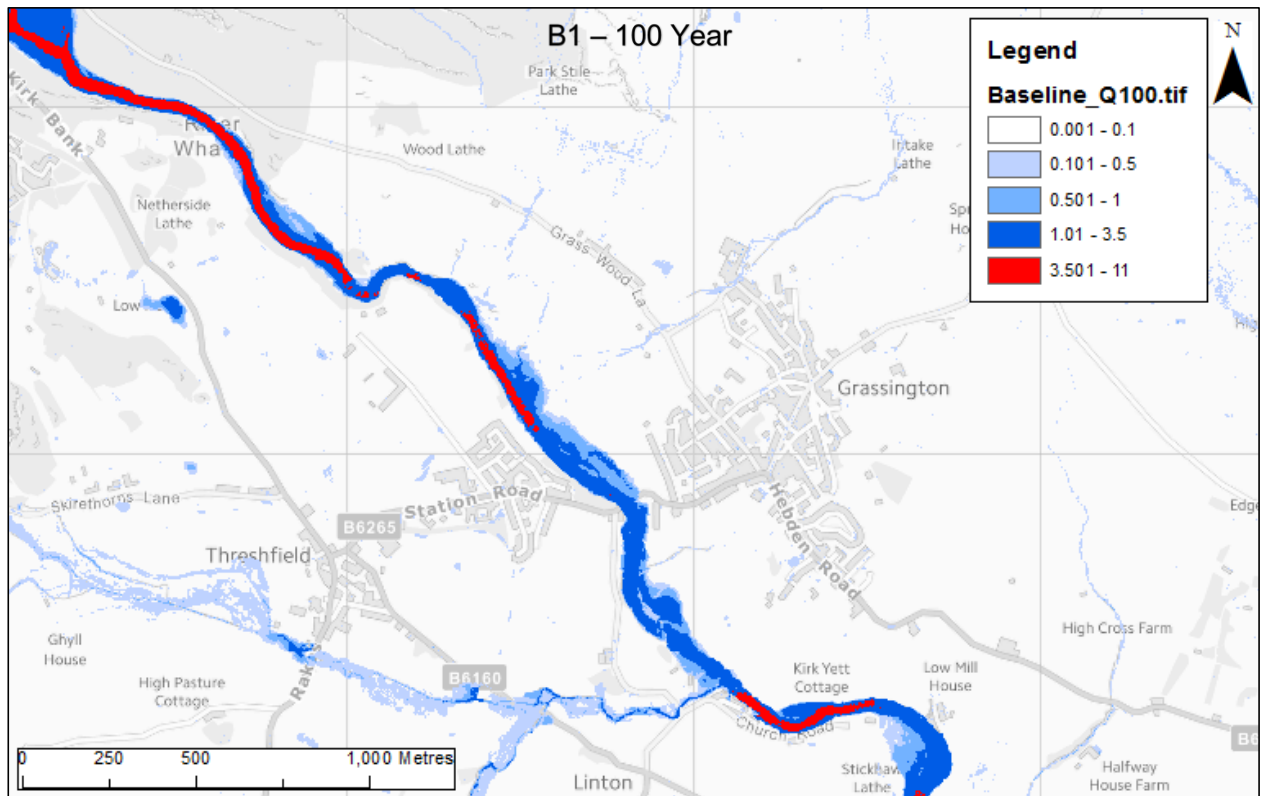 B1 – 100 Year
N
Legend
Baseline_Q100.tif
0.001 - 0.1
0.101 - 0.5
0.501 - 1
1.01 - 3.5
3.501 - 11
Park Stile
Lathe
Kirk Bank
River
Wood Lathe
Lathe
Netherside
Lathe
Grass Wood La
Low
Grassington
Skirethorns Lane
Station Road
B6265
Hebden Road
Threshfield
Ghyll
House
High Cross Farm
Kirk Yett
Cottage
Low Mill
House
B6160
High Pasture
Cottage
Church Road
B6
0 250 500 1,000 Metres
Linton
Lathe
Halfway
House Farm